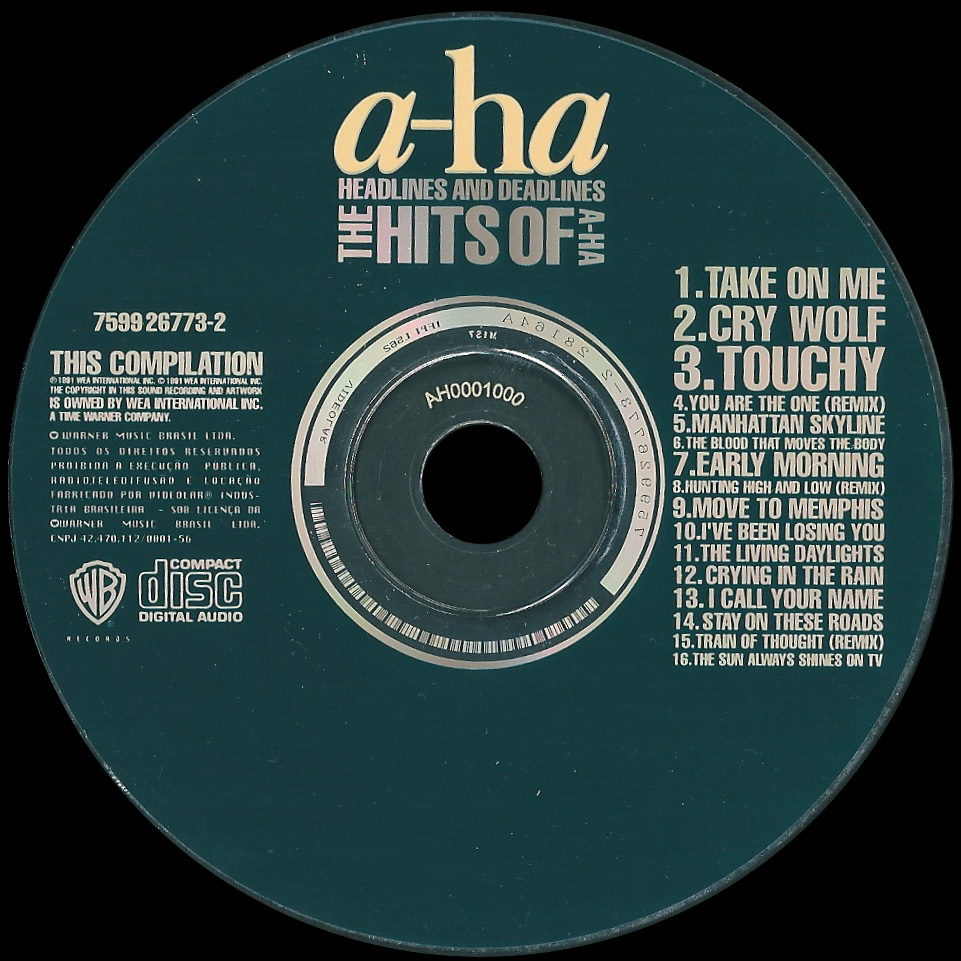 a-ha
HEADLINES AND DEADLINES
THE HITS OF A-HA
7599 26773-2
THIS COMPILATION
℗ 1991 WEA INTERNATIONAL INC. © 1991 WEA INTERNATIONAL INC.
THE COPYRIGHT IN THIS SOUND RECORDING AND ARTWORK
IS OWNED BY WEA INTERNATIONAL INC.
A TIME WARNER COMPANY.
WARNER MUSIC BRASIL LTDA.
TODOS OS DIREITOS RESERVADOS
PROIBIDA A EXECUÇÃO PUBLICA,
RADIOTELEDIFUSÃO E LOCAÇÃO
FABRICADO POR VIDEOLAR® INDUS-
TRIA BRASILEIRA - SOB LICENÇA DA
WARNER MUSIC BRASIL LTDA.
CNPJ 42.470.112/0001-56
WB
RECORDS
COMPACT
disc
DIGITAL AUDIO
1.TAKE ON ME
2.CRY WOLF
3.TOUCHY
4.YOU ARE THE ONE (REMIX)
5.MANHATTAN SKYLINE
6.THE BLOOD THAT MOVES THE BODY
7.EARLY MORNING
8.HUNTING HIGH AND LOW (REMIX)
9.MOVE TO MEMPHIS
10.I'VE BEEN LOSING YOU
11.THE LIVING DAYLIGHTS
12.CRYING IN THE RAIN
13.I CALL YOUR NAME
14.STAY ON THESE ROADS
15.TRAIN OF THOUGHT (REMIX)
16.THE SUN ALWAYS SHINES ON TV
AH0001000
VIDEOLAR